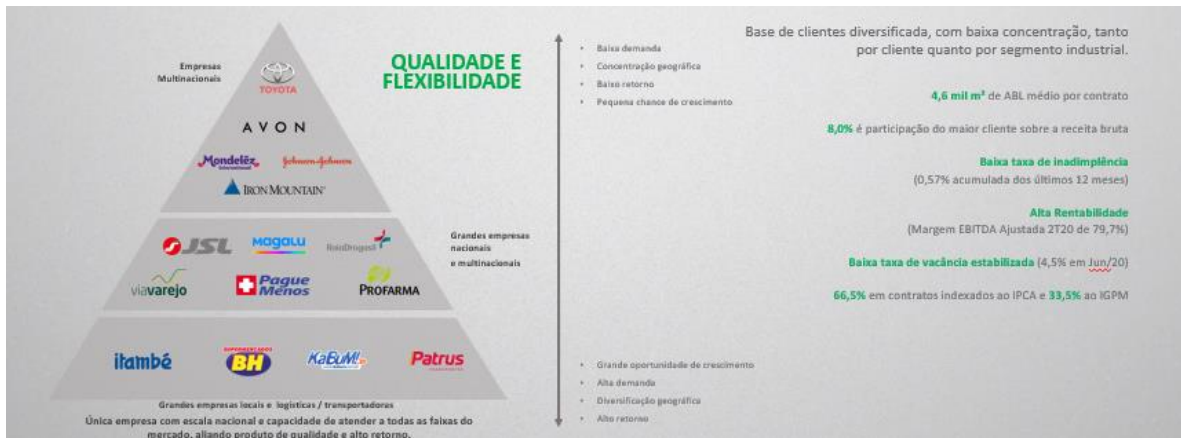 Empresas
Multinacionais
TOYOTA
AVON
Mondelēz
International
Johnson & Johnson
IRON MOUNTAIN®
QUALIDADE E
FLEXIBILIDADE
JSL
MAGALU
RaiaDrogasil
viavarejo
Pague
Menos
PROFARMA
Grandes empresas
nacionais
e multinacionais
itambé
SUPERMERCADOS
BH
KaBuM!
Patrus
Grandes empresas locais e logísticas / transportadoras
Única empresa com escala nacional e capacidade de atender a todas as faixas do
mercado, aliando produto de qualidade e alto retorno.
• Baixa demanda
• Concentração geográfica
• Baixo retorno
• Pequena chance de crescimento
• Grande oportunidade de crescimento
• Alta demanda
• Diversificação geográfica
• Alto retorno
Base de clientes diversificada, com baixa concentração, tanto
por cliente quanto por segmento industrial.
4,6 mil m² de ABL médio por contrato
8,0% é participação do maior cliente sobre a receita bruta
Baixa taxa de inadimplência
(0,57% acumulada dos últimos 12 meses)
Alta Rentabilidade
(Margem EBITDA Ajustada 2T20 de 79,7%)
Baixa taxa de vacância estabilizada (4,5% em Jun/20)
66,5% em contratos indexados ao IPCA e 33,5% ao IGPM